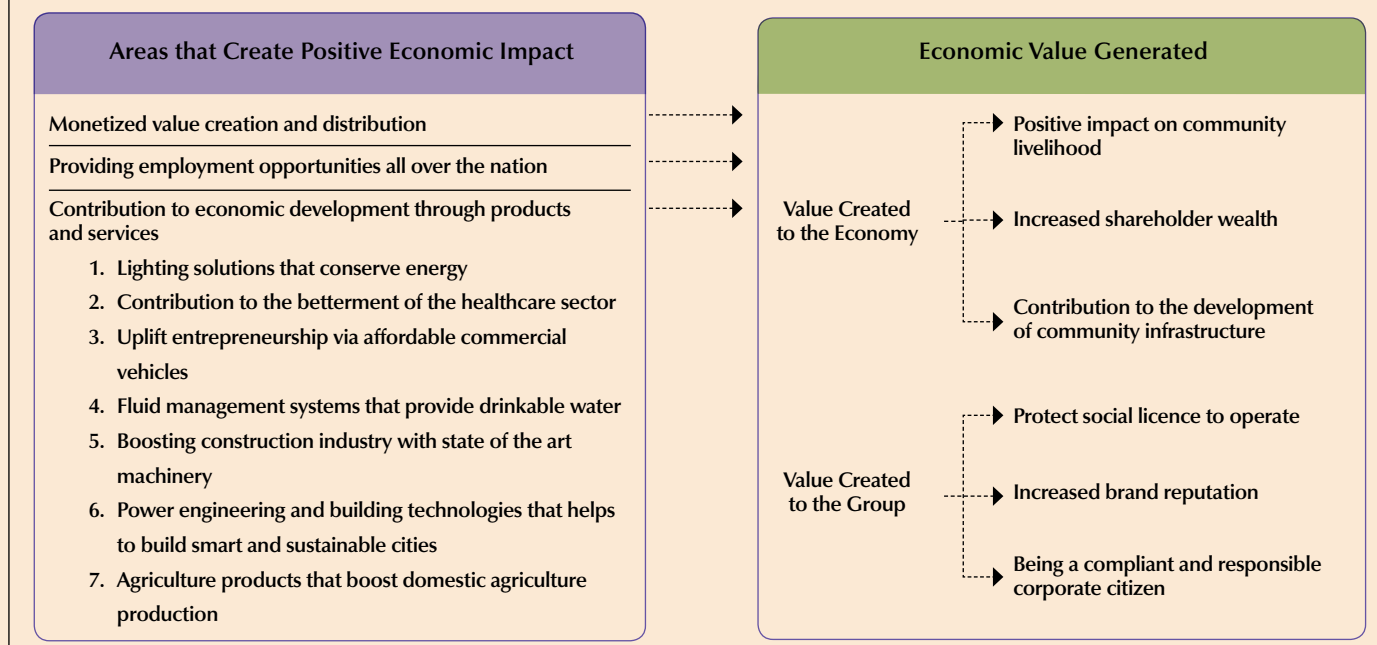 Areas that Create Positive Economic Impact
Monetized value creation and distribution
Providing employment opportunities all over the nation
Contribution to economic development through products
and services
1. Lighting solutions that conserve energy
2. Contribution to the betterment of the healthcare sector
3. Uplift entrepreneurship via affordable commercial
vehicles
4. Fluid management systems that provide drinkable water
5. Boosting construction industry with state of the art
machinery
6. Power engineering and building technologies that helps
to build smart and sustainable cities
7. Agriculture products that boost domestic agriculture
production
Economic Value Generated
Value Created
to the Economy
Positive impact on community
livelihood
Increased shareholder wealth
Contribution to the development
of community infrastructure
Value Created
to the Group
Protect social licence to operate
Increased brand reputation
Being a compliant and responsible
corporate citizen